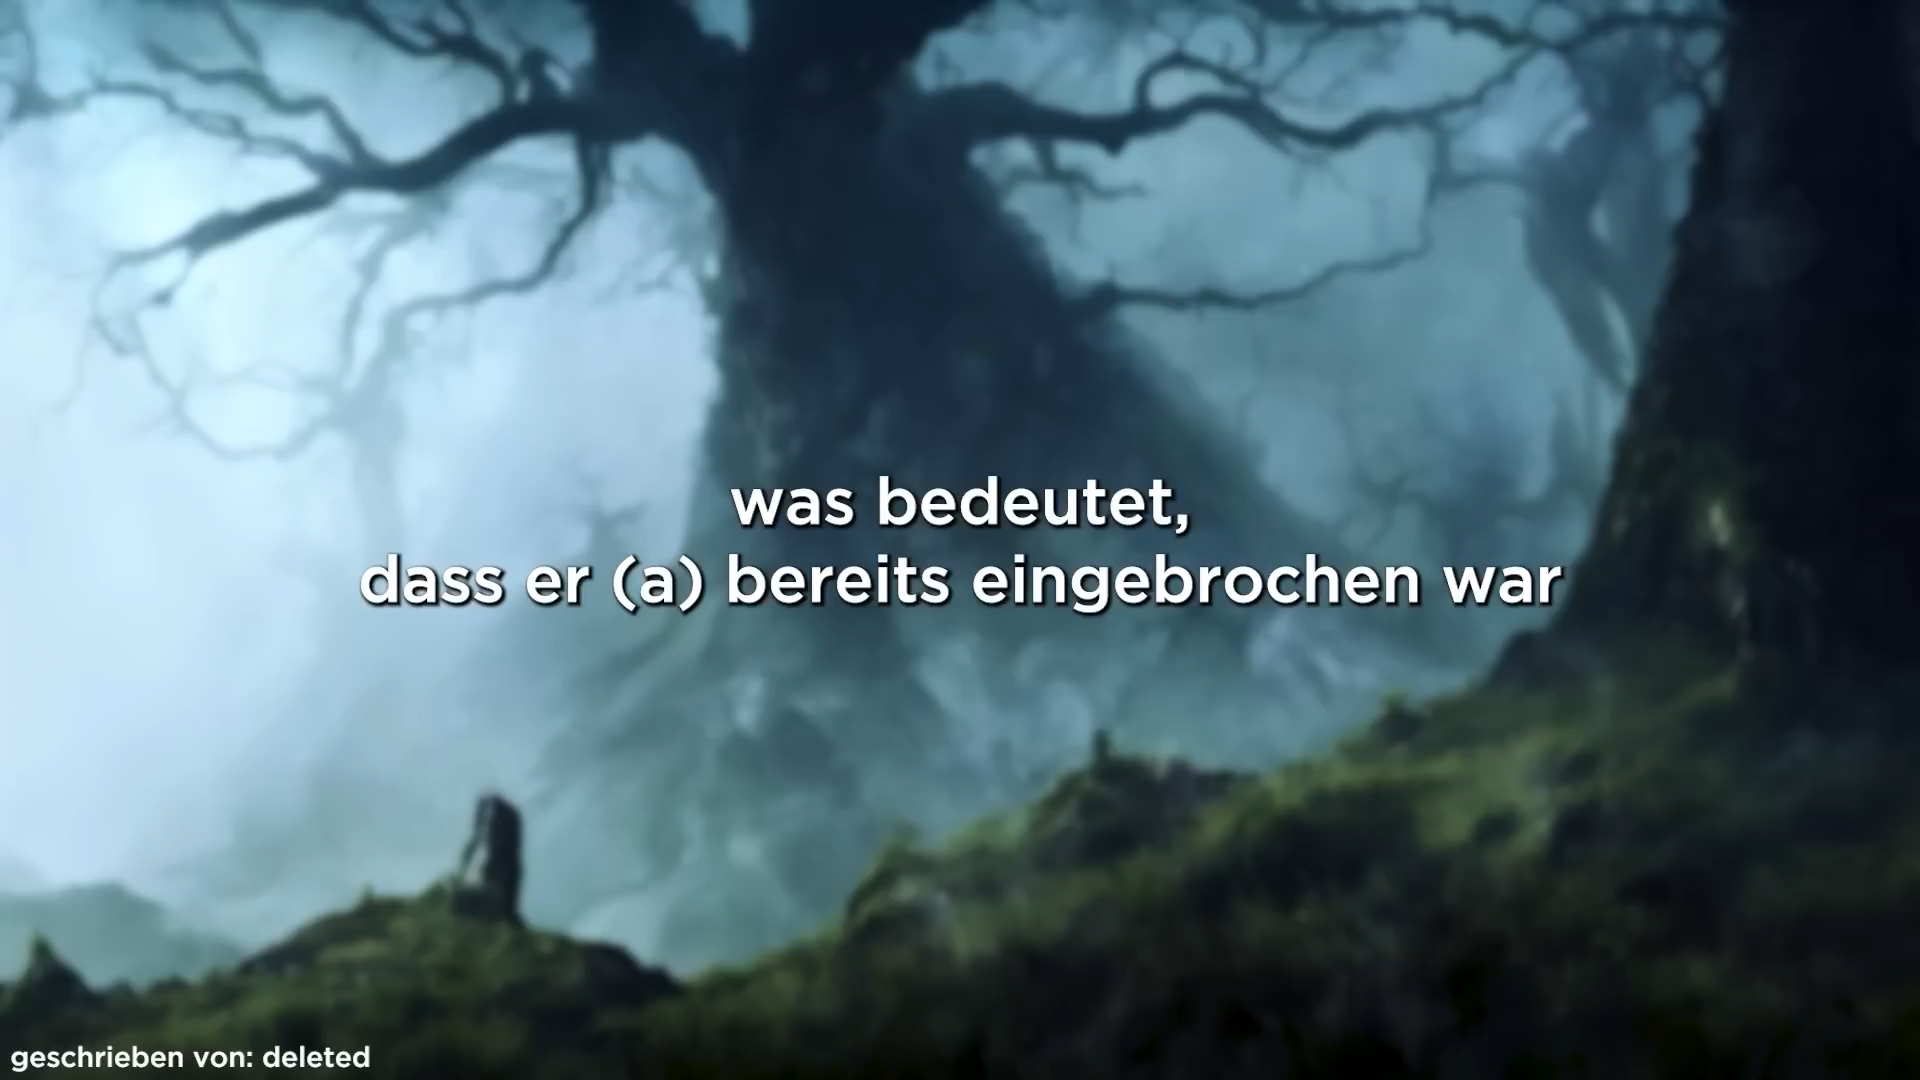 was bedeutet,
dass er (a) bereits eingebrochen war
geschrieben von: deleted